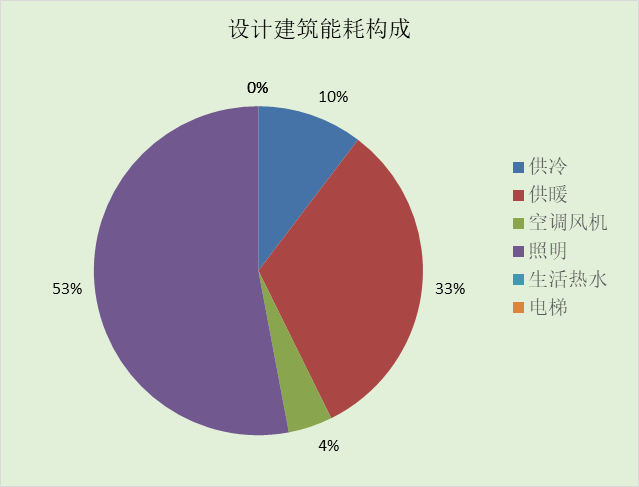 设计建筑能耗构成
0%
10%
33%
4%
53%
供冷
供暖
空调风机
照明
生活热水
电梯